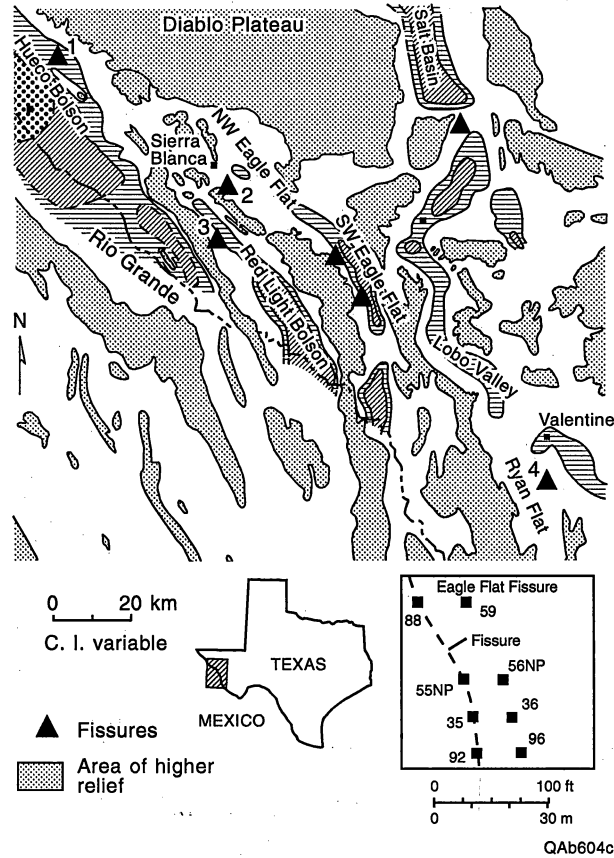 Diablo Plateau
Salt Basin
1
Hueco Bolson
NW Eagle Flat
Sierra
Blanca
2
3
SW Eagle Flat
Red Light Bolson
Rio Grande
N
Lobo Valley
Valentine
4
Ryan Flat
0 20 km
C. I. variable
TEXAS
MEXICO
Fissures
Area of higher
relief
Eagle Flat Fissure
88
59
Fissure
56NP
55NP
36
35
96
92
0 100 ft
0 30 m
QAb604c